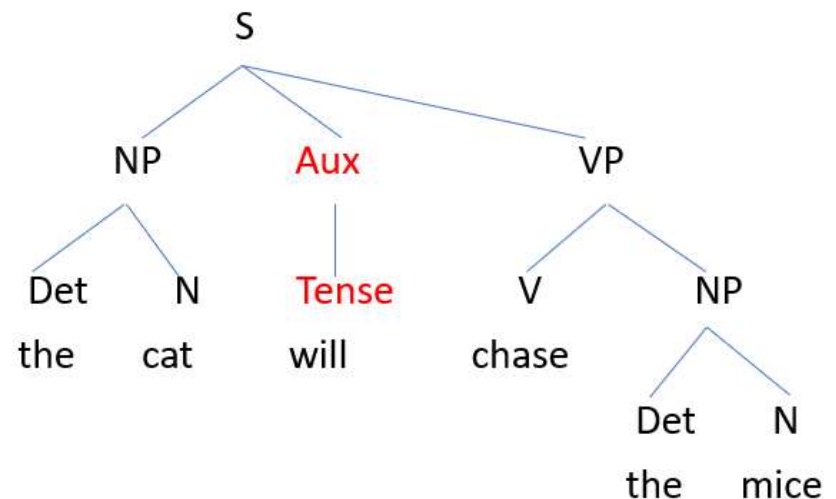 S
NP Aux VP
Det N Tense V NP
the cat will chase
Det N
the mice